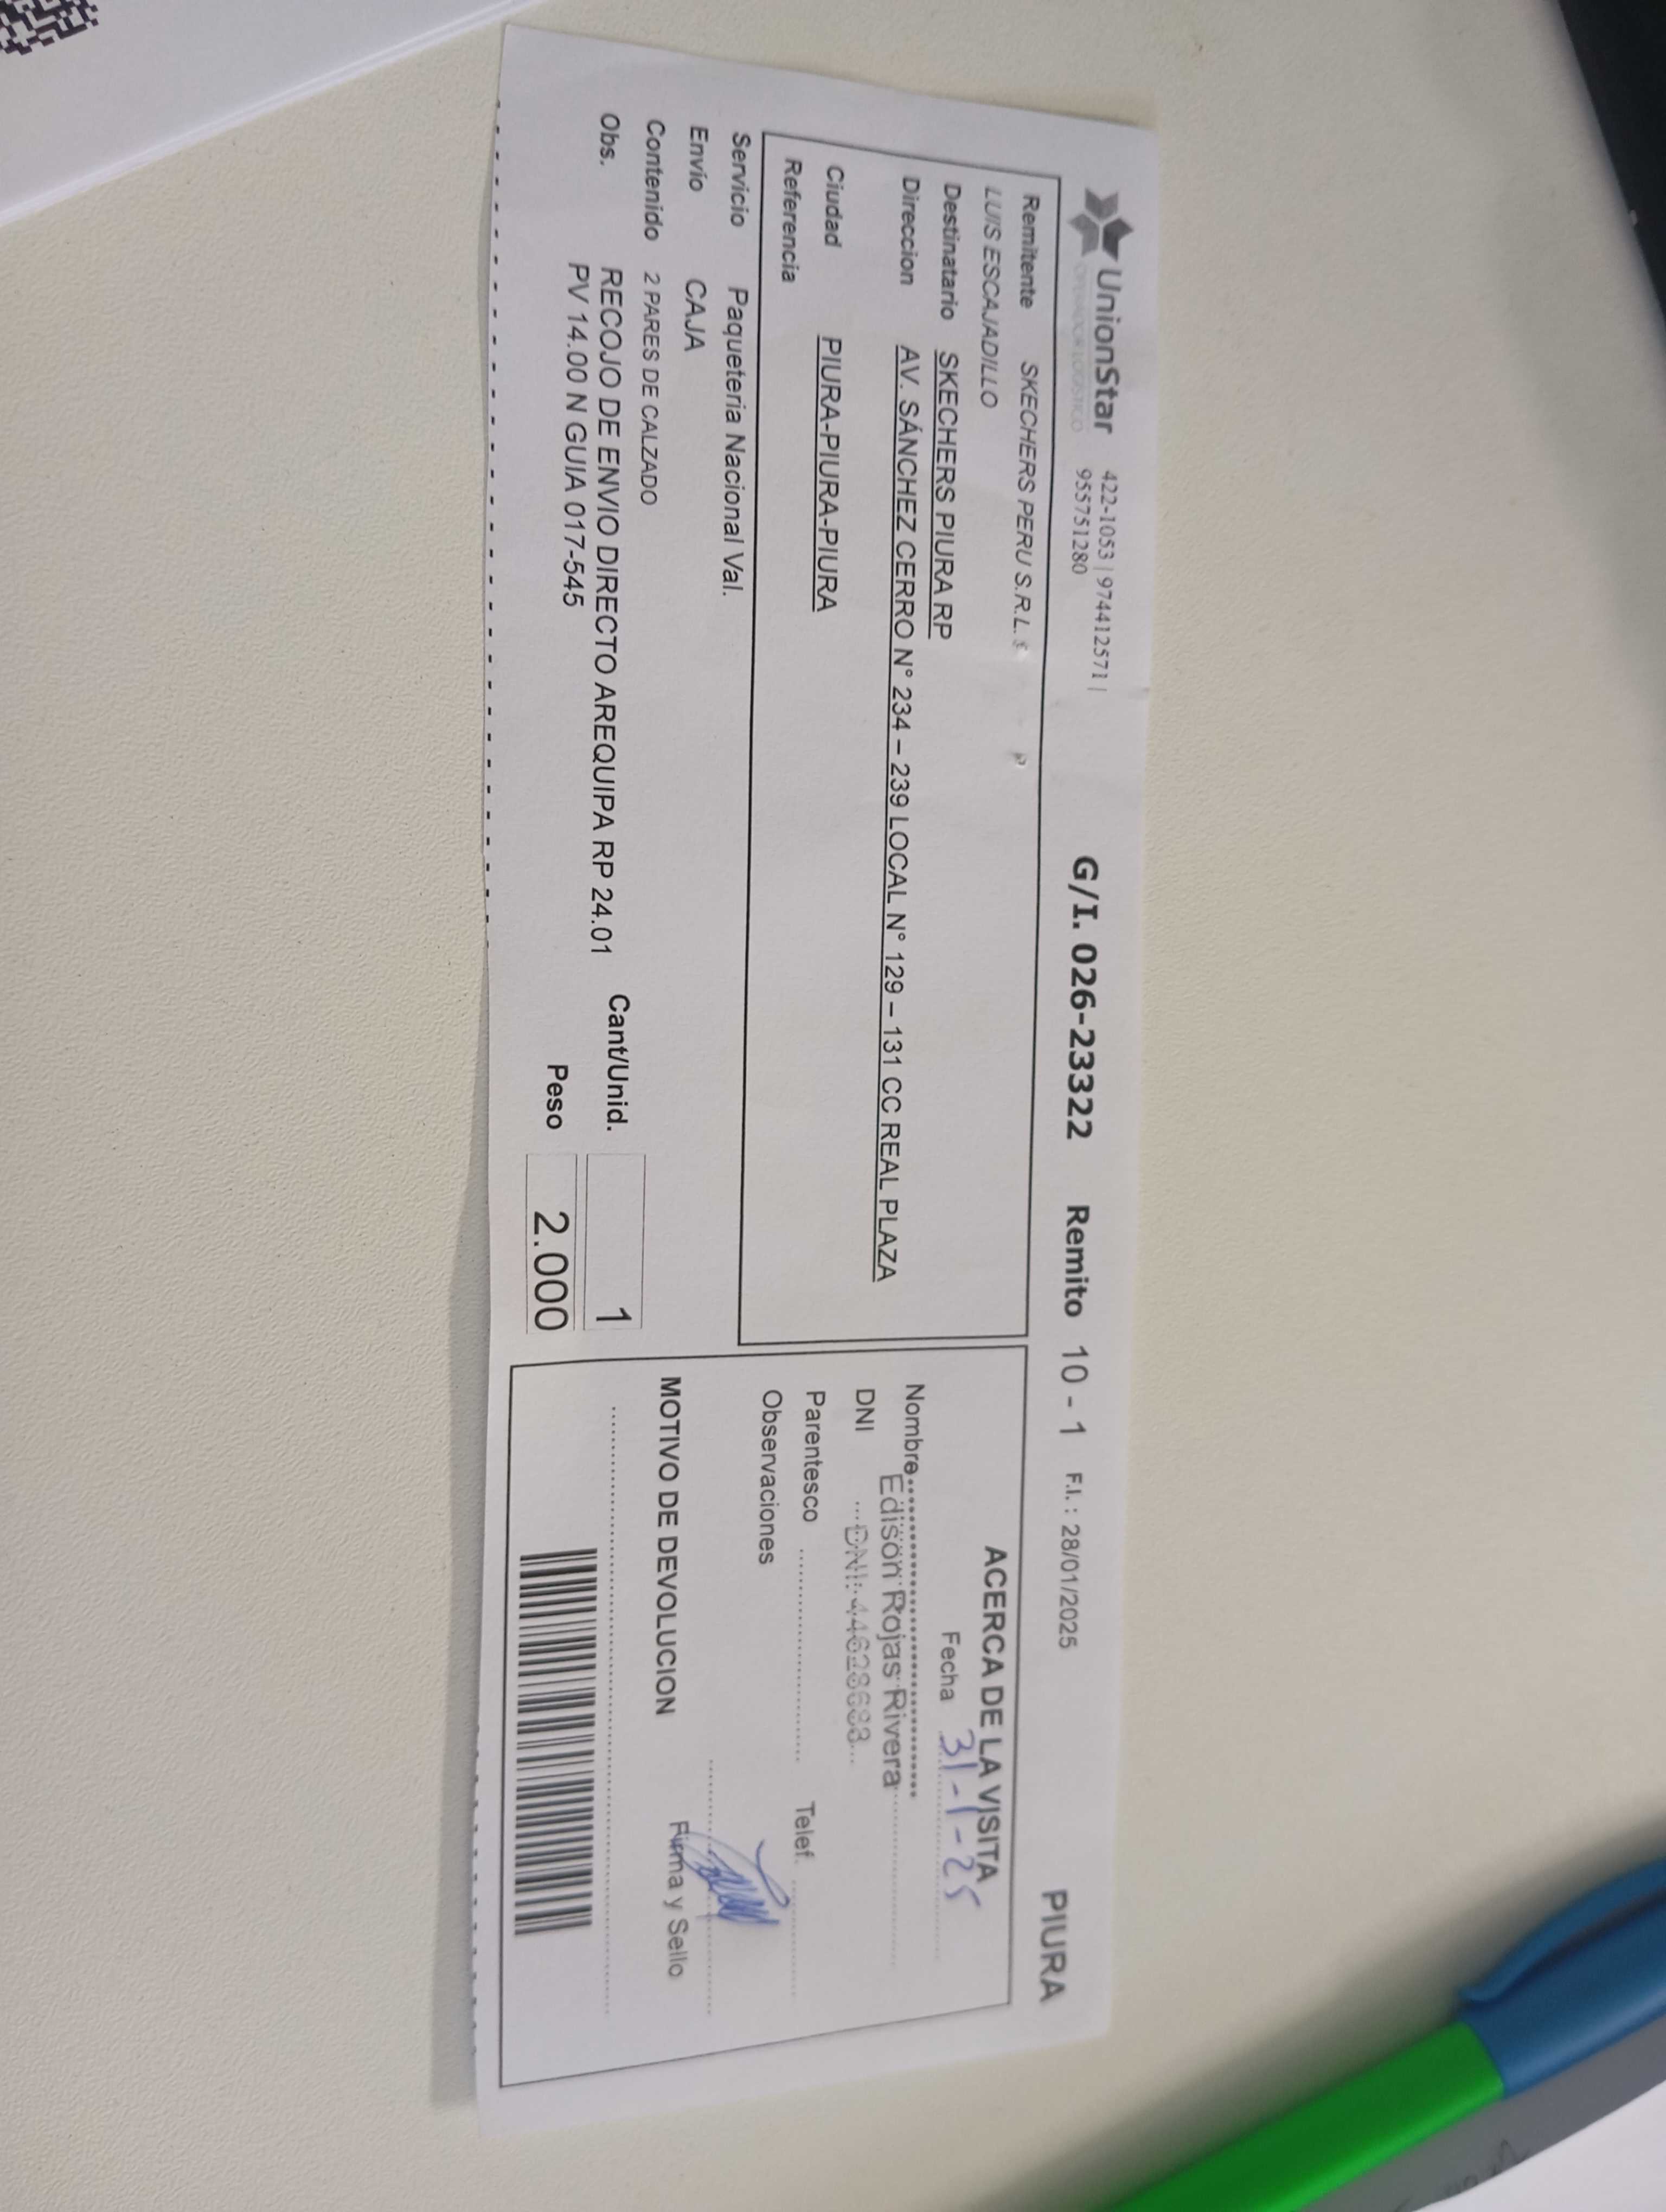 UnionStar 422-1053 | 974412571 |
OPERADOR LOGISTICO 955751280
G/I. 026-23322 Remito 10 - 1 F.I. : 28/01/2025 PIURA
Remitente SKECHERS PERU S.R.L.
LUIS ESCAJADILLO
Destinatario SKECHERS PIURA RP
Direccion AV. SÁNCHEZ CERRO N° 234 – 239 LOCAL N° 129 – 131 CC REAL PLAZA
Ciudad PIURA-PIURA-PIURA
Referencia
Servicio Paqueteria Nacional Val.
Envío CAJA
Contenido 2 PARES DE CALZADO
Obs. RECOJO DE ENVIO DIRECTO AREQUIPA RP 24.01
PV 14.00 N GUIA 017-545
Cant/Unid. 1
Peso 2.000
ACERCA DE LA VISITA
Fecha 31-1-25
Nombre
Edison Rojas Rivera
DNI DNI:
Parentesco Telef.
Observaciones
Firma y Sello
MOTIVO DE DEVOLUCION